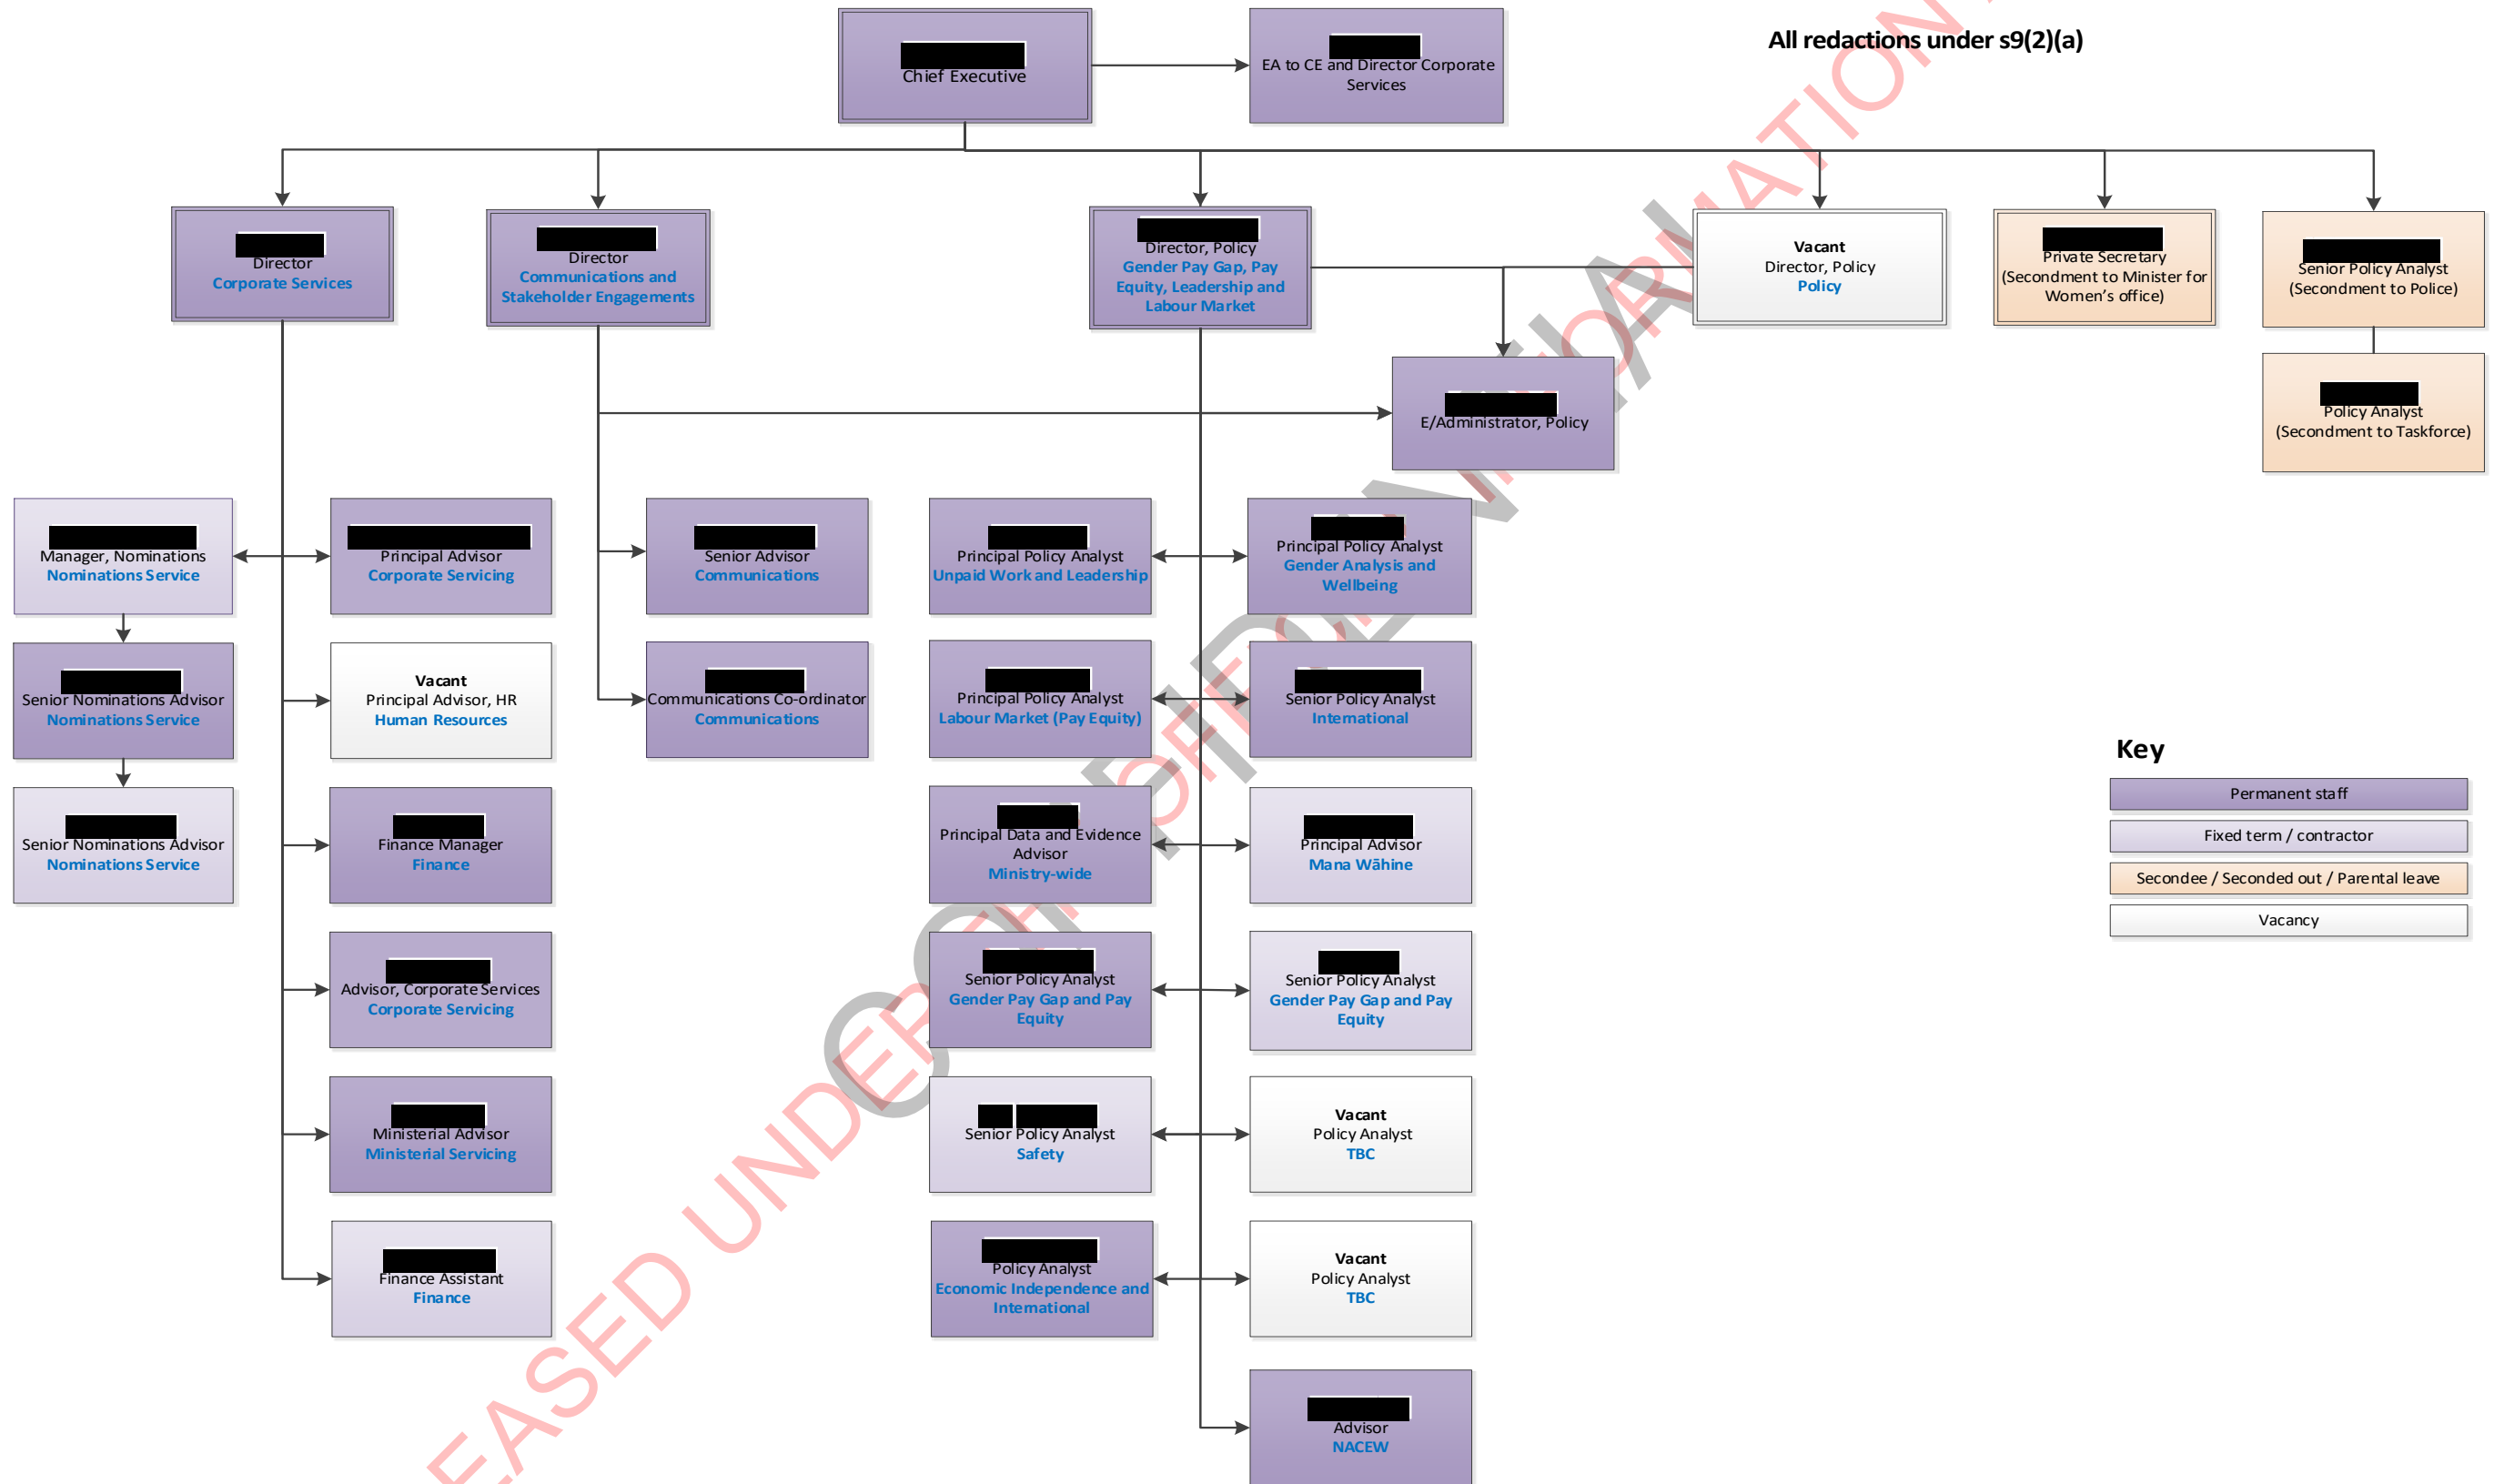 All redactions under s9(2)(a)
Chief Executive
EA to CE and Director Corporate
Services
Director
Corporate Services
Director
Communications and
Stakeholder Engagements
Director, Policy
Gender Pay Gap, Pay
Equity, Leadership and
Labour Market
Vacant
Director, Policy
Policy
Private Secretary
(Secondment to Minister for
Women’s office)
Senior Policy Analyst
(Secondment to Police)
E/Administrator, Policy
Policy Analyst
(Secondment to Taskforce)
Manager, Nominations
Nominations Service
Principal Advisor
Corporate Servicing
Senior Advisor
Communications
Principal Policy Analyst
Unpaid Work and Leadership
Principal Policy Analyst
Gender Analysis and
Wellbeing
Senior Nominations Advisor
Nominations Service
Vacant
Principal Advisor, HR
Human Resources
Communications Co-ordinator
Communications
Principal Policy Analyst
Labour Market (Pay Equity)
Senior Policy Analyst
International
Senior Nominations Advisor
Nominations Service
Finance Manager
Finance
Principal Data and Evidence
Advisor
Ministry-wide
Principal Advisor
Mana Wāhine
Advisor, Corporate Services
Corporate Servicing
Senior Policy Analyst
Gender Pay Gap and Pay
Equity
Senior Policy Analyst
Gender Pay Gap and Pay
Equity
Ministerial Advisor
Ministerial Servicing
Senior Policy Analyst
Safety
Vacant
Policy Analyst
TBC
Finance Assistant
Finance
Policy Analyst
Economic Independence and
International
Vacant
Policy Analyst
TBC
Advisor
NACEW
Key
Permanent staff
Fixed term / contractor
Secondee / Seconded out / Parental leave
Vacancy